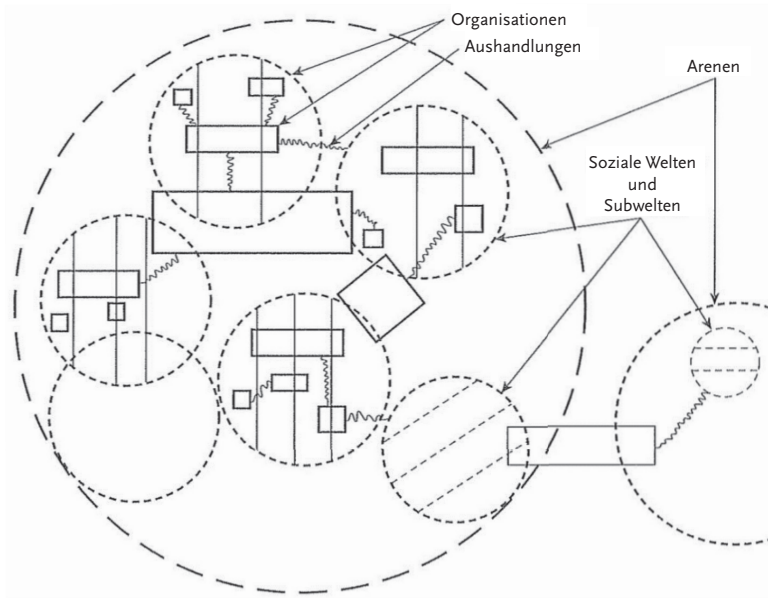 Organisationen
Aushandlungen
Arenen
Soziale Welten
und
Subwelten